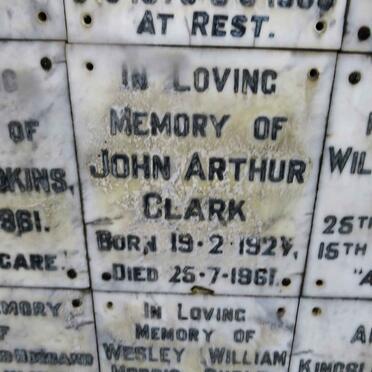 AT REST.
IN LOVING
MEMORY OF
JOHN ARTHUR
CLARK
BORN 19-2-1927,
DIED 25-7-1961.
OF
KINS,
961.
CARE.
WIL
25TH
15TH
"A
IN LOVING
MEMORY OF
WESLEY WILLIAM
MORY
F